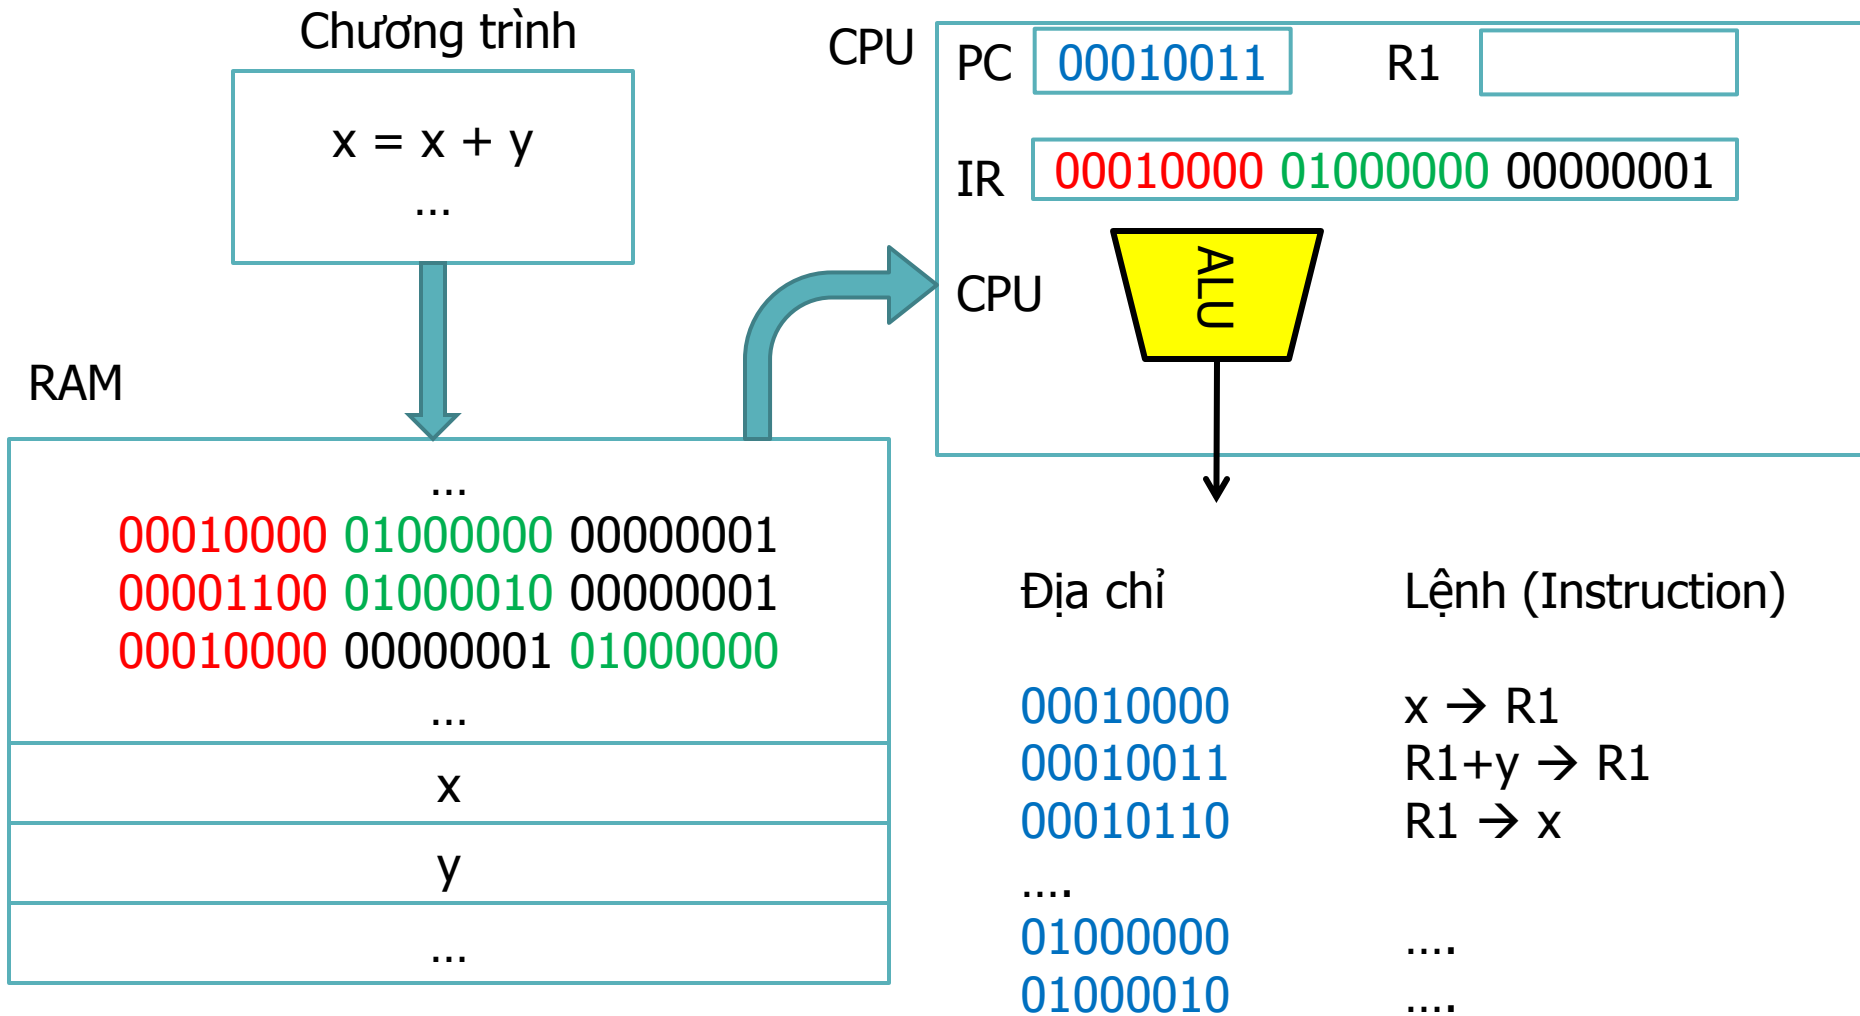 Chương trình
x = x + y
...
RAM
...
00010000 01000000 00000001
00001100 01000010 00000001
00010000 00000001 01000000
...
x
y
...
CPU
PC 00010011 R1
IR 00010000 01000000 00000001
CPU ALU
Địa chỉ Lệnh (Instruction)
00010000 x → R1
00010011 R1+y → R1
00010110 R1 → x
....
01000000 ....
01000010 ....